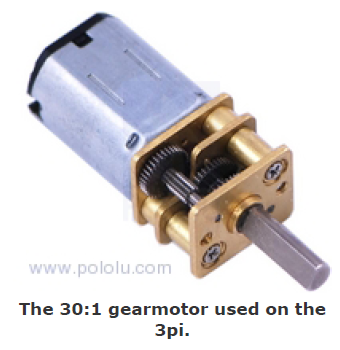 www.pololu.com
The 30:1 gearmotor used on the
3pi.